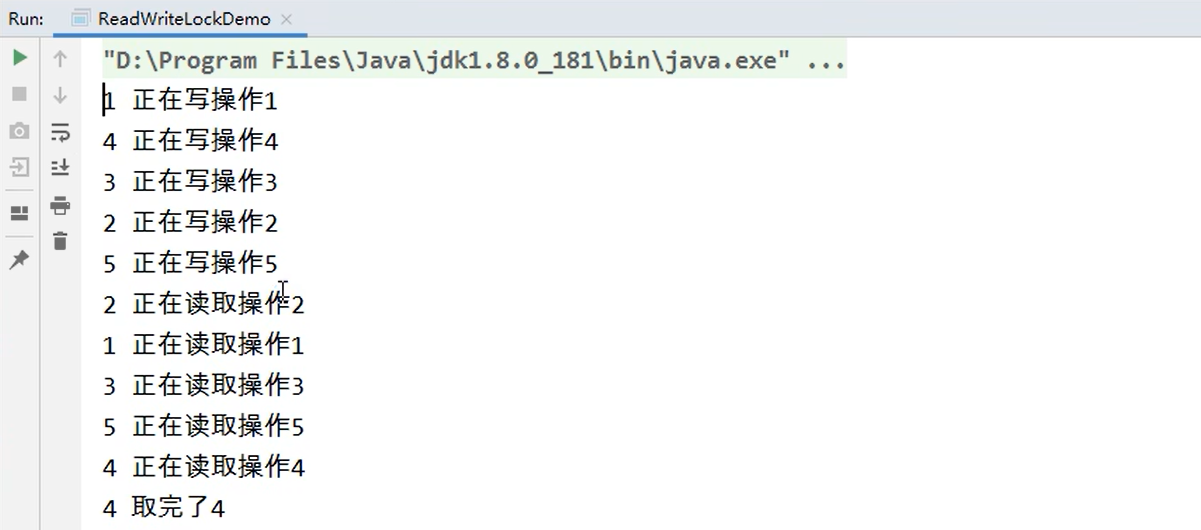 Run: ReadWriteLockDemo
"D:\Program Files\Java\jdk1.8.0_181\bin\java.exe" ...
1 正在写操作1
4 正在写操作4
3 正在写操作3
2 正在写操作2
5 正在写操作5
2 正在读取操作2
1 正在读取操作1
3 正在读取操作3
5 正在读取操作5
4 正在读取操作4
4 取完了4